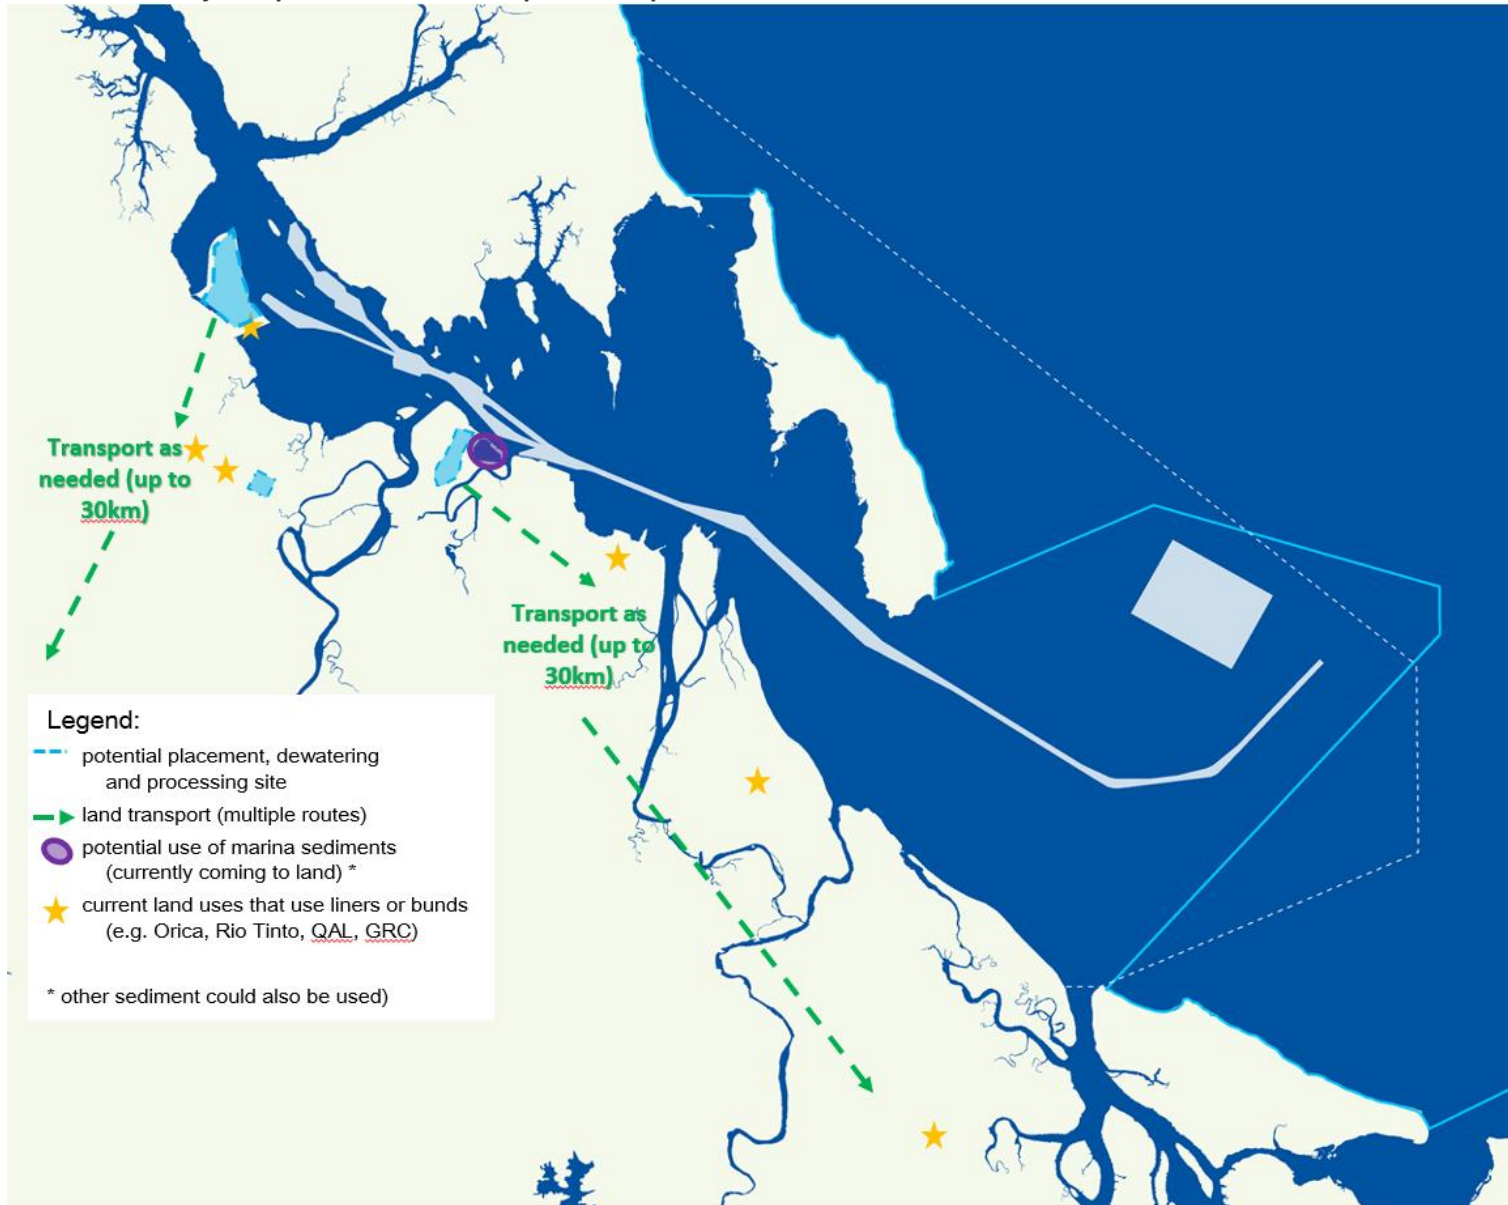 Transport as
needed (up to
30km)
Transport as
needed (up to
30km)
Legend:
potential placement, dewatering
and processing site
land transport (multiple routes)
potential use of marina sediments
(currently coming to land) *
current land uses that use liners or bunds
(e.g. Orica, Rio Tinto, QAL, GRC)
* other sediment could also be used)